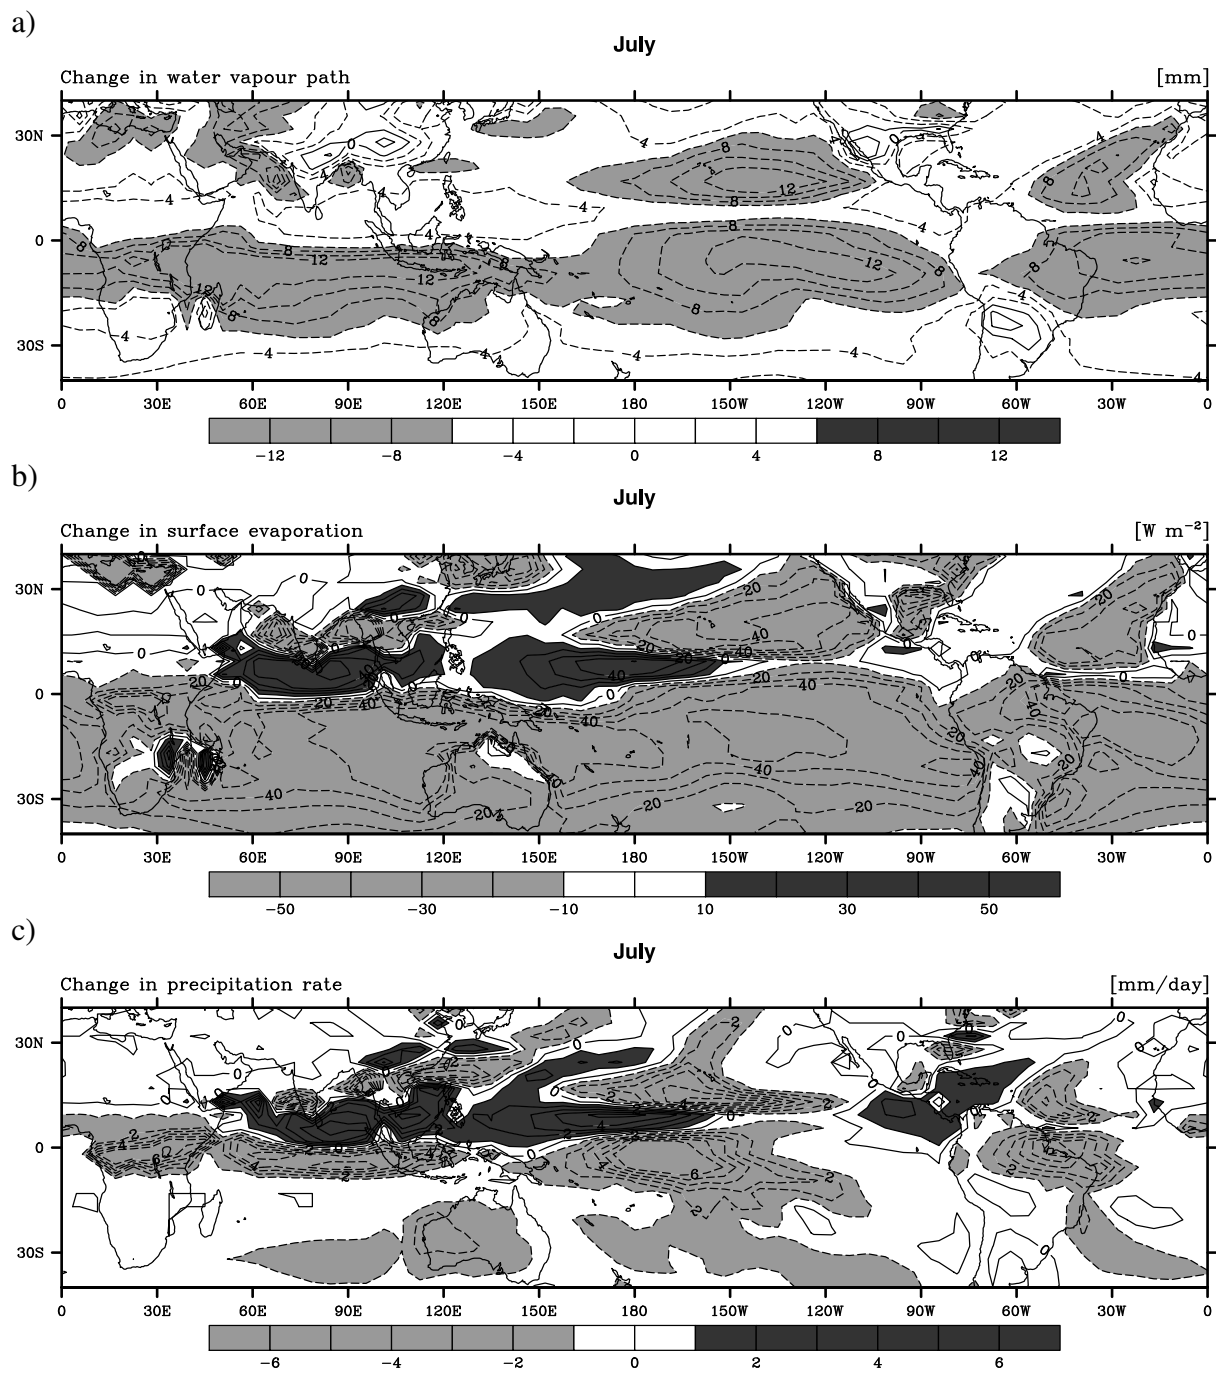 a)
July
Change in water vapour path [mm]
30N
0
30S
0 30E 60E 90E 120E 150E 180 150W 120W 90W 60W 30W 0
-12 -8 -4 0 4 8 12
b)
July
Change in surface evaporation [W m⁻²]
30N
0
30S
0 30E 60E 90E 120E 150E 180 150W 120W 90W 60W 30W 0
-50 -30 -10 10 30 50
c)
July
Change in precipitation rate [mm/day]
30N
0
30S
0 30E 60E 90E 120E 150E 180 150W 120W 90W 60W 30W 0
-6 -4 -2 0 2 4 6